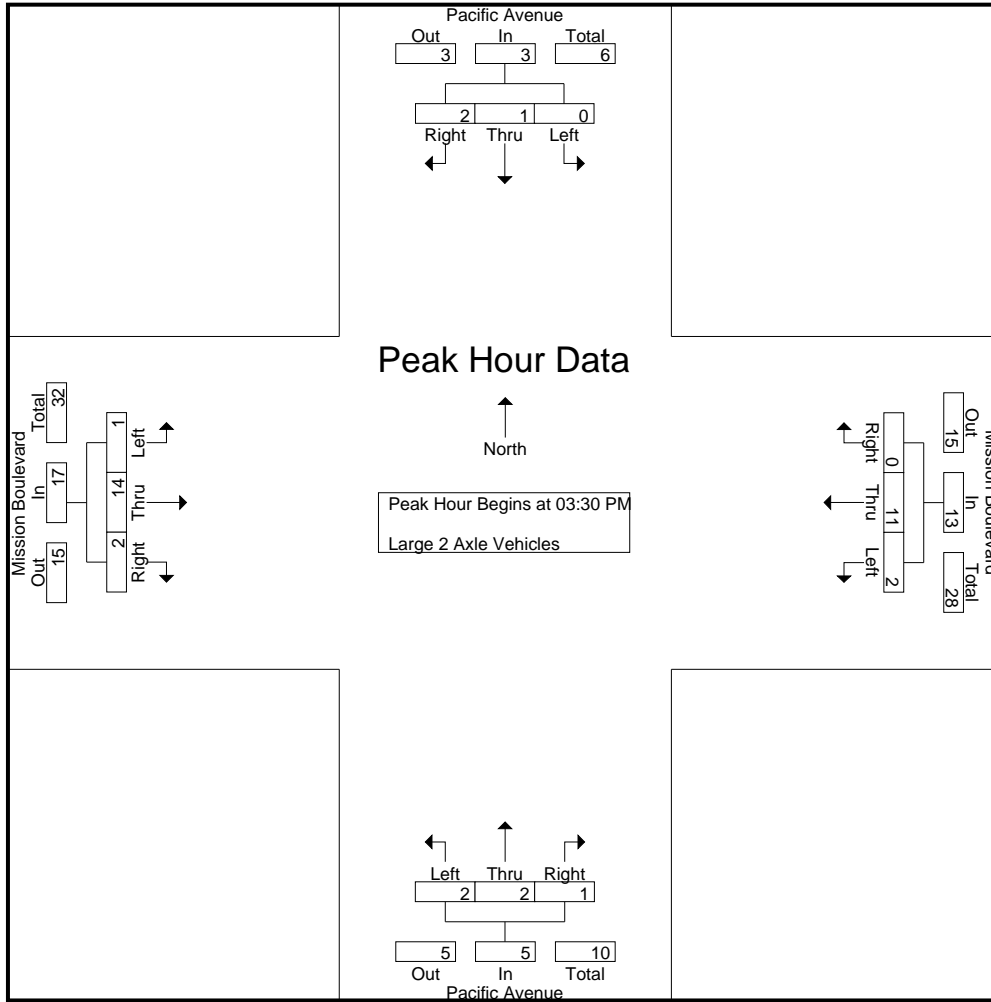 Pacific Avenue
Out In Total
3 3 6
2 1 0
Right Thru Left
Peak Hour Data
North
Peak Hour Begins at 03:30 PM
Large 2 Axle Vehicles
Mission Boulevard
Out In Total
15 17 32
Left Thru Right
1 14 2
Mission Boulevard
Out In Total
15 13 28
Right Thru Left
0 11 2
Left Thru Right
2 2 1
5 5 10
Out In Total
Pacific Avenue